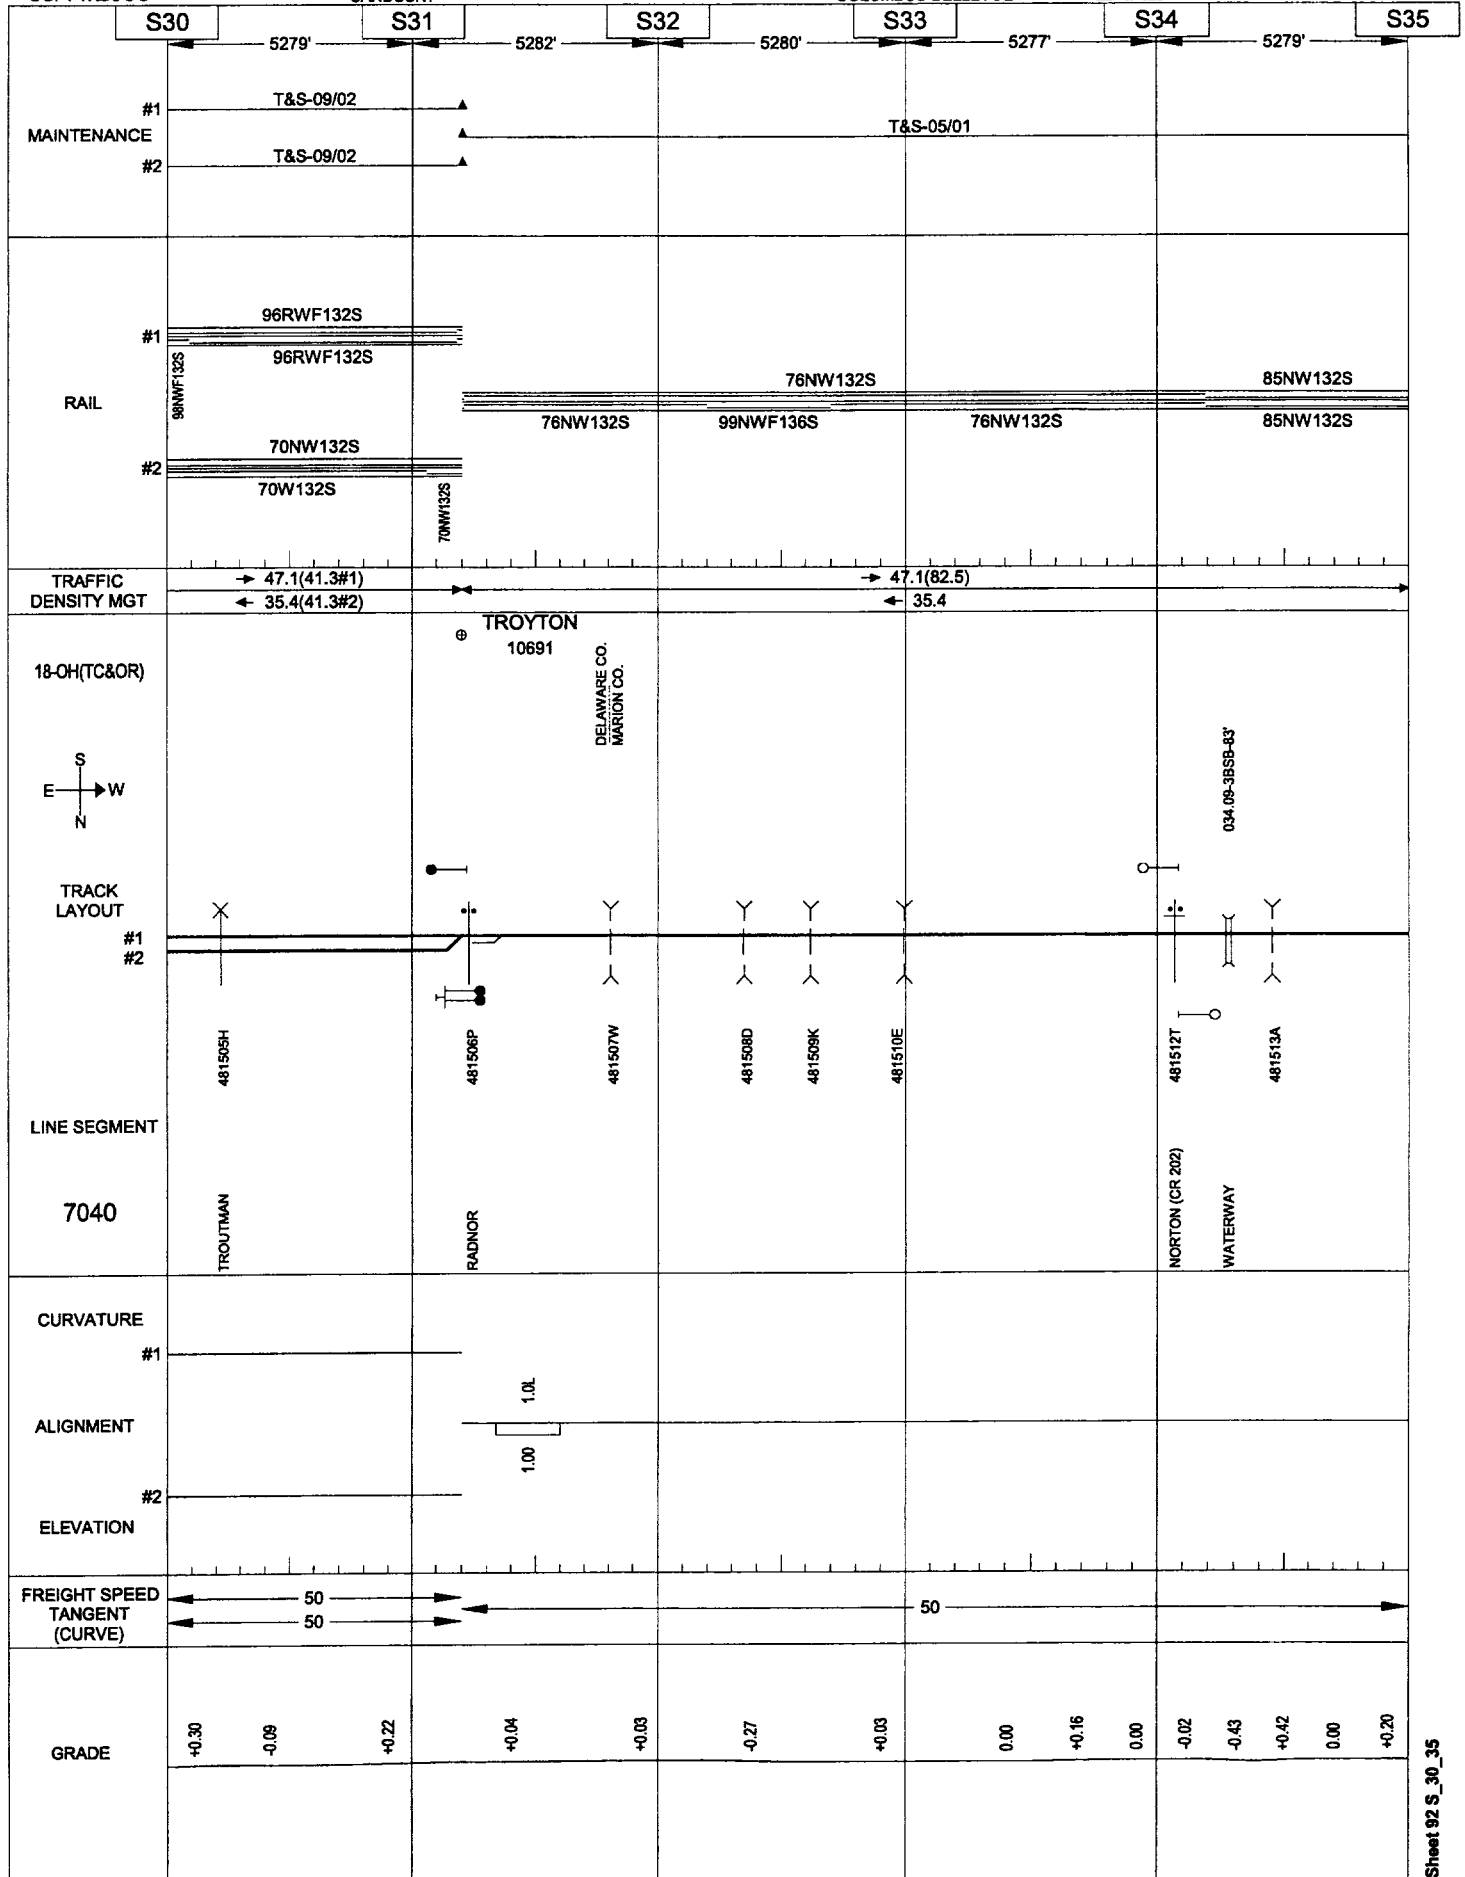 S30 S31 S32 S33 S34 S35
5279' 5282' 5280' 5277' 5279'
#1 T&S-09/02
MAINTENANCE T&S-05/01
#2 T&S-09/02
96RWF132S
#1
96RWF132S
98NWF132S
RAIL
76NW132S 85NW132S
76NW132S 99NWF136S 76NW132S 85NW132S
70NW132S
#2
70W132S
70NW132S
TRAFFIC
DENSITY MGT
47.1(41.3#1) 47.1(82.5)
35.4(41.3#2) 35.4
TROYTON
10691
18-OH(TC&OR)
DELAWARE CO.
MARION CO.
034.09-3BSB-83'
S
E W
N
TRACK
LAYOUT
#1
#2
481505H 481506P 481507W 481508D 481509K 481510E 481512T 481513A
LINE SEGMENT
7040
TROUTMAN RADNOR NORTON (CR 202) WATERWAY
CURVATURE
#1
1.0L
ALIGNMENT
1.00
#2
ELEVATION
FREIGHT SPEED
TANGENT
(CURVE)
50
50
50
GRADE
+0.30 -0.09 +0.22 +0.04 +0.03 -0.27 +0.03 0.00 +0.16 0.00 -0.02 -0.43 +0.42 0.00 +0.20
Sheet 92 S_30_35